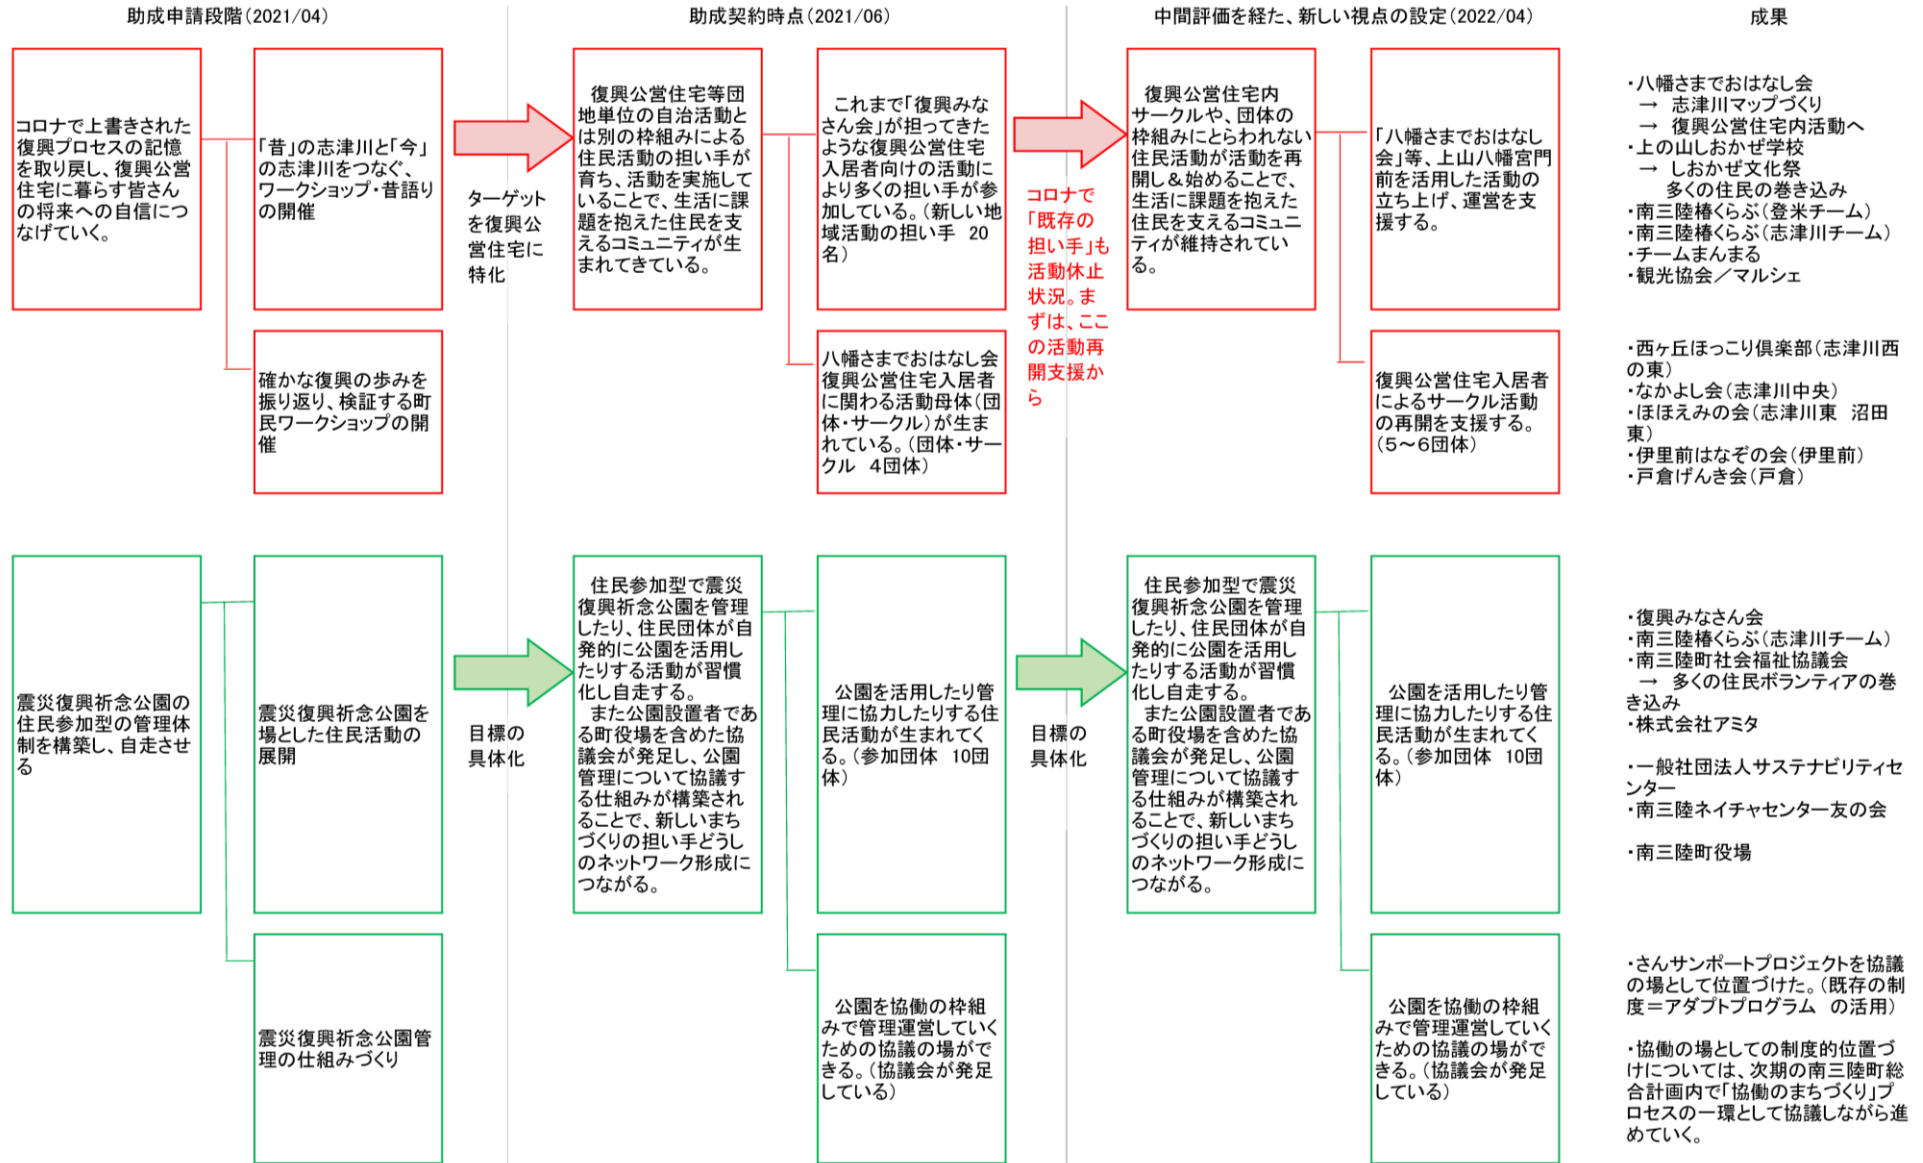 助成申請段階(2021/04)
助成契約時点(2021/06)
中間評価を経た、新しい視点の設定(2022/04)
成果
コロナで上書きされた
復興プロセスの記憶
を取り戻し、復興公営
住宅に暮らす皆さん
の将来への自信につ
なげていく。
「昔」の志津川と「今」
の志津川をつなぐ、
ワークショップ・昔語り
の開催
確かな復興の歩みを
振り返り、検証する町
民ワークショップの開
催
ターゲット
を復興公
営住宅に
特化
復興公営住宅等団
地単位の自治活動と
は別の枠組みによる
住民活動の担い手が
育ち、活動を実施して
いることで、生活に課
題を抱えた住民を支
えるコミュニティが生
まれてきている。
これまで「復興みな
さん会」が担ってきた
ような復興公営住宅
入居者向けの活動に
より多くの担い手が参
加している。(新しい地
域活動の担い手 20
名)
八幡さまでおはなし会
復興公営住宅入居者
に関わる活動母体(団
体・サークル)が生ま
れている。(団体・サー
クル 4団体)
コロナで
「既存の
担い手」も
活動休止
状況。ま
ずは、ここ
の活動再
開支援か
ら
復興公営住宅内
サークルや、団体の
枠組みにとらわれない
住民活動が活動を再
開し&始めることで、
生活に課題を抱えた
住民を支えるコミュニ
ティが維持されてい
る。
「八幡さまでおはなし
会」等、上山八幡宮門
前を活用した活動の
立ち上げ、運営を支
援する。
復興公営住宅入居者
によるサークル活動
の再開を支援する。
(5～6団体)
・八幡さまでおはなし会
→ 志津川マップづくり
→ 復興公営住宅内活動へ
・上の山しおかぜ学校
→ しおかぜ文化祭
多くの住民の巻き込み
・南三陸椿くらぶ(登米チーム)
・南三陸椿くらぶ(志津川チーム)
・チームまんまる
・観光協会／マルシェ
・西ヶ丘ほっこり倶楽部(志津川西
の東)
・なかよし会(志津川中央)
・ほほえみの会(志津川東 沼田
東)
・伊里前はなぞの会(伊里前)
・戸倉げんき会(戸倉)
震災復興祈念公園の
住民参加型の管理体
制を構築し、自走させ
る
震災復興祈念公園を
場とした住民活動の
展開
震災復興祈念公園管
理の仕組みづくり
目標の
具体化
住民参加型で震災
復興祈念公園を管理
したり、住民団体が自
発的に公園を活用し
たりする活動が習慣
化し自走する。
また公園設置者であ
る町役場を含めた協
議会が発足し、公園
管理について協議す
る仕組みが構築され
ることで、新しいまち
づくりの担い手どうし
のネットワーク形成に
つながる。
公園を活用したり管
理に協力したりする住
民活動が生まれてく
る。(参加団体 10団
体)
公園を協働の枠組
みで管理運営していく
ための協議の場がで
きる。(協議会が発足
している)
目標の
具体化
住民参加型で震災
復興祈念公園を管理
したり、住民団体が自
発的に公園を活用し
たりする活動が習慣
化し自走する。
また公園設置者であ
る町役場を含めた協
議会が発足し、公園
管理について協議す
る仕組みが構築され
ることで、新しいまち
づくりの担い手どうし
のネットワーク形成に
つながる。
公園を活用したり管
理に協力したりする住
民活動が生まれてく
る。(参加団体 10団
体)
公園を協働の枠組
みで管理運営していく
ための協議の場がで
きる。(協議会が発足
している)
・復興みなさん会
・南三陸椿くらぶ(志津川チーム)
・南三陸町社会福祉協議会
→ 多くの住民ボランティアの巻
き込み
・株式会社アミタ
・一般社団法人サステナビリティセ
ンター
・南三陸ネイチャセンター友の会
・南三陸町役場
・さんサンポートプロジェクトを協議
の場として位置づけた。(既存の制
度＝アダプトプログラム の活用)
・協働の場としての制度的位置づ
けについては、次期の南三陸町総
合計画内で「協働のまちづくり」プ
ロセスの一環として協議しながら進
めていく。